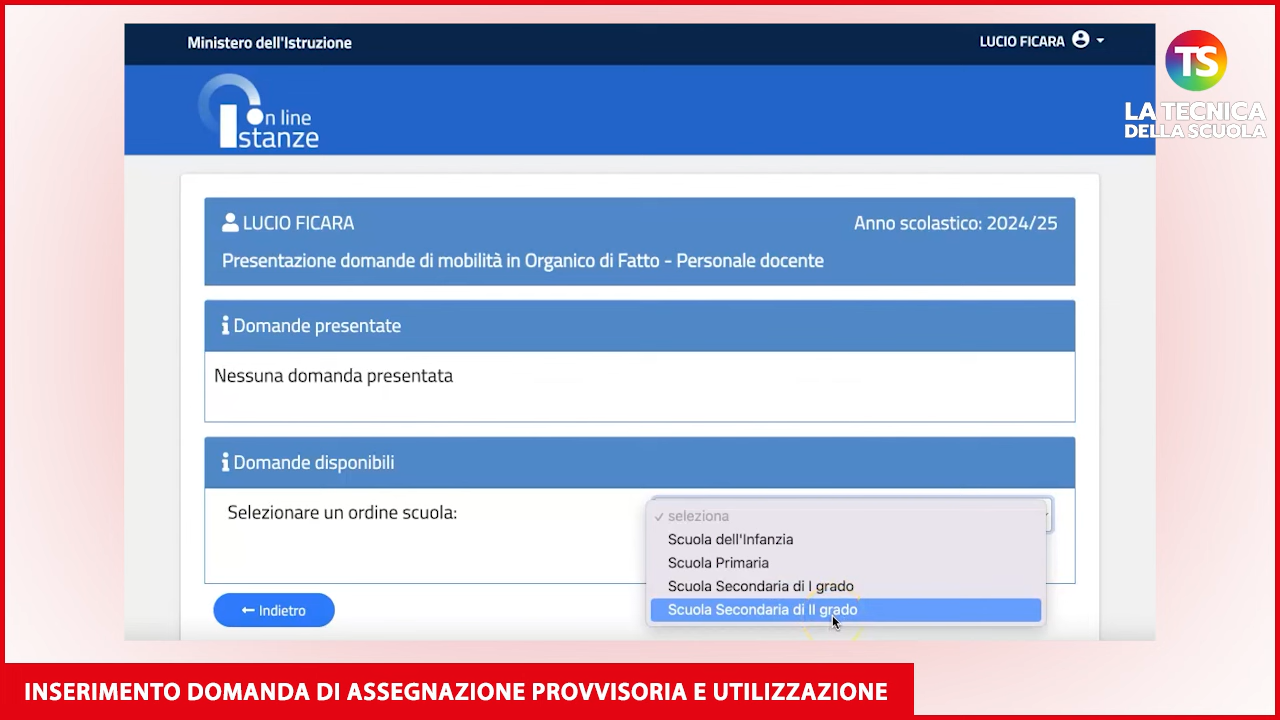 Ministero dell'Istruzione
LUCIO FICARA
TS
LA TECNICA
DELLA SCUOLA
On line
Istanze
LUCIO FICARA
Anno scolastico: 2024/25
Presentazione domande di mobilità in Organico di Fatto - Personale docente
Domande presentate
Nessuna domanda presentata
Domande disponibili
Selezionare un ordine scuola:
✓ seleziona
Scuola dell'Infanzia
Scuola Primaria
Scuola Secondaria di I grado
Scuola Secondaria di II grado
← Indietro
INSERIMENTO DOMANDA DI ASSEGNAZIONE PROVVISORIA E UTILIZZAZIONE